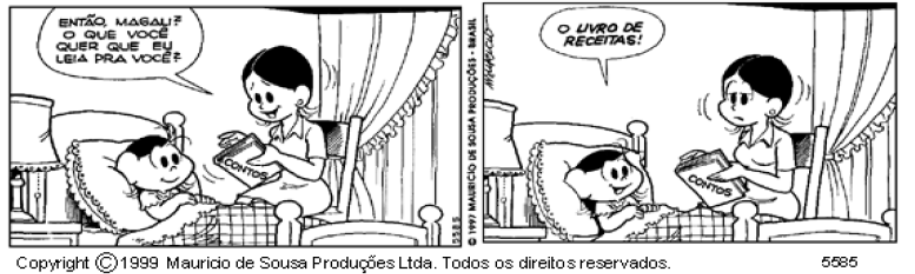 ENTÃO, MAGALI?
O QUE VOCÊ
QUER QUE EU
LEIA PRA VOCÊ?
CONTOS
5585
© 1997 MAURICIO DE SOUSA PRODUÇÕES - BRASIL
MAURICIO
O LIVRO DE
RECEITAS!
CONTOS
Copyright ©1999 Mauricio de Sousa Produções Ltda. Todos os direitos reservados.
5585